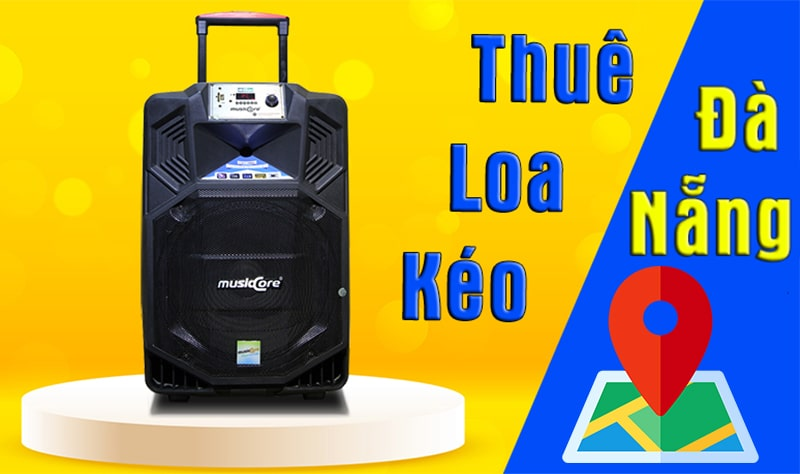 Thuê
Loa
Kéo
Đà
Nẵng
musicCore
musicCore